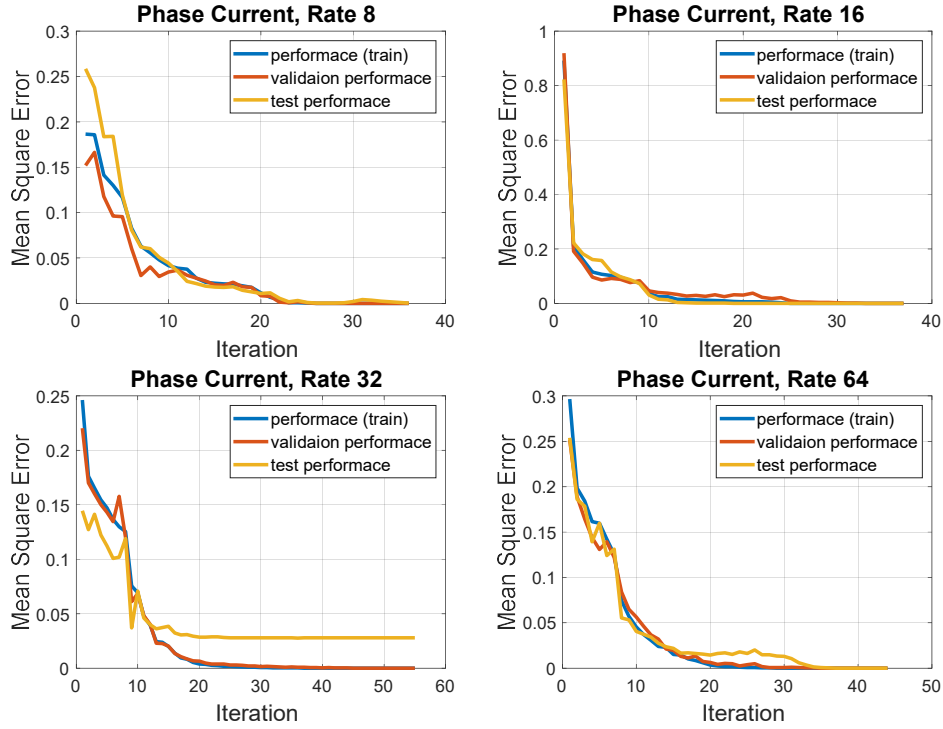 Phase Current, Rate 8
Mean Square Error
0.3
0.25
0.2
0.15
0.1
0.05
0
performace (train)
validaion performace
test performace
0 10 20 30 40
Iteration
Phase Current, Rate 16
Mean Square Error
1
0.8
0.6
0.4
0.2
0
performace (train)
validaion performace
test performace
0 10 20 30 40
Iteration
Phase Current, Rate 32
Mean Square Error
0.25
0.2
0.15
0.1
0.05
0
performace (train)
validaion performace
test performace
0 10 20 30 40 50 60
Iteration
Phase Current, Rate 64
Mean Square Error
0.3
0.25
0.2
0.15
0.1
0.05
0
performace (train)
validaion performace
test performace
0 10 20 30 40 50
Iteration